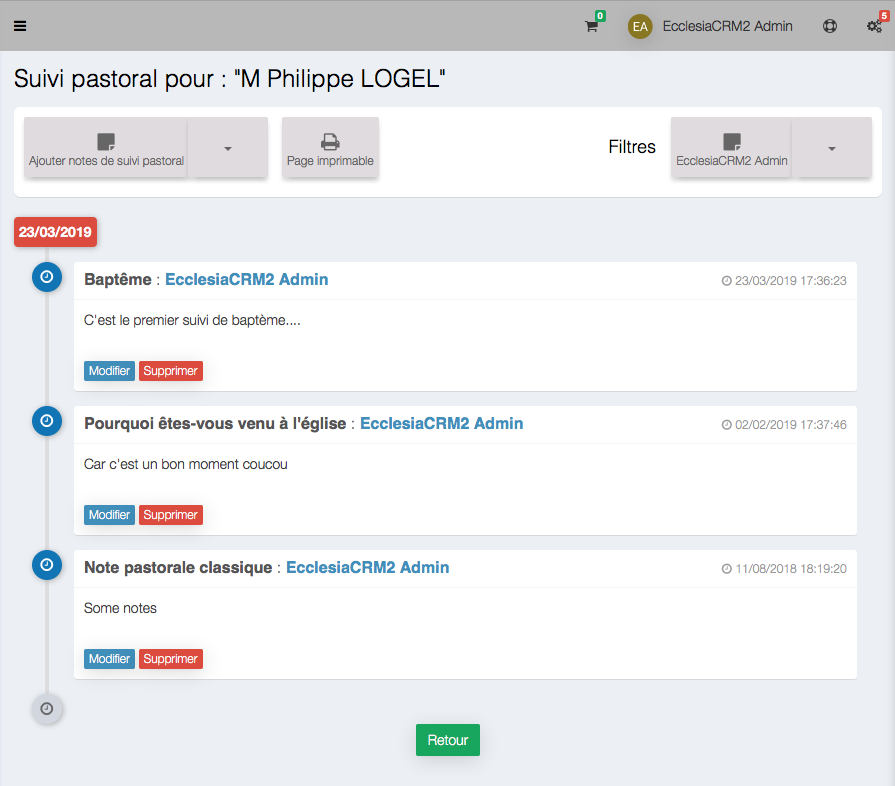 0
EA EcclesiaCRM2 Admin
5
Suivi pastoral pour : "M Philippe LOGEL"
Ajouter notes de suivi pastoral
Page imprimable
Filtres
EcclesiaCRM2 Admin
23/03/2019
Baptême : EcclesiaCRM2 Admin
23/03/2019 17:36:23
C'est le premier suivi de baptème....
Modifier Supprimer
Pourquoi êtes-vous venu à l'église : EcclesiaCRM2 Admin
02/02/2019 17:37:46
Car c'est un bon moment coucou
Modifier Supprimer
Note pastorale classique : EcclesiaCRM2 Admin
11/08/2018 18:19:20
Some notes
Modifier Supprimer
Retour